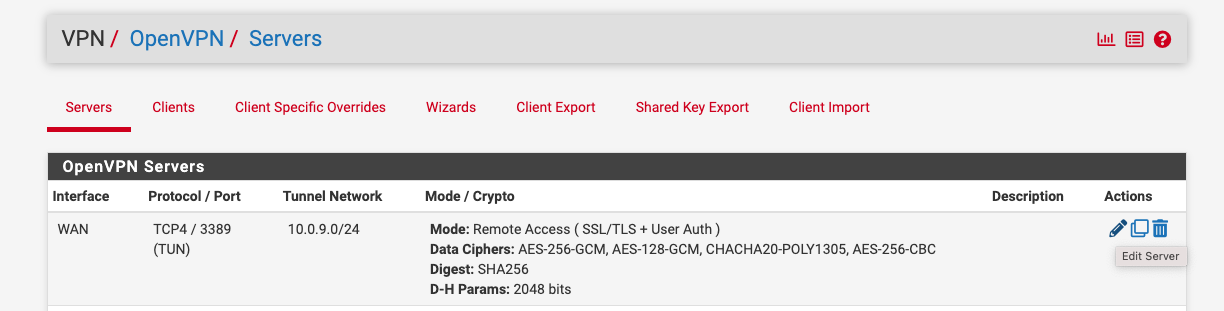 VPN / OpenVPN / Servers
Servers Clients Client Specific Overrides Wizards Client Export Shared Key Export Client Import
OpenVPN Servers
Interface Protocol / Port Tunnel Network Mode / Crypto Description Actions
WAN TCP4 / 3389 10.0.9.0/24 Mode: Remote Access ( SSL/TLS + User Auth )
(TUN) Data Ciphers: AES-256-GCM, AES-128-GCM, CHACHA20-POLY1305, AES-256-CBC
Edit Server
Digest: SHA256
D-H Params: 2048 bits